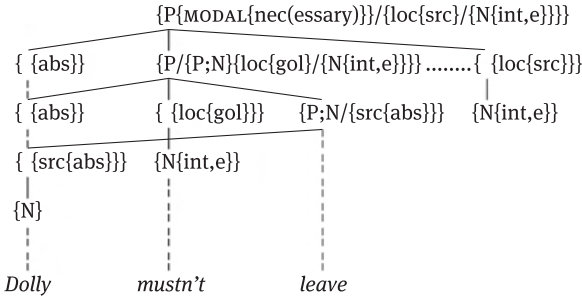 {P{MODAL{nec(essary)}}/{loc{src}/{N{int,e}}}}
{ {abs}} {P/{P;N}{loc{gol}/{N{int,e}}}} ........{ {loc{src}}}
{ {abs}} { {loc{gol}}} {P;N/{src{abs}}} {N{int,e}}
{ {src{abs}}} {N{int,e}}
{N}
Dolly mustn’t leave